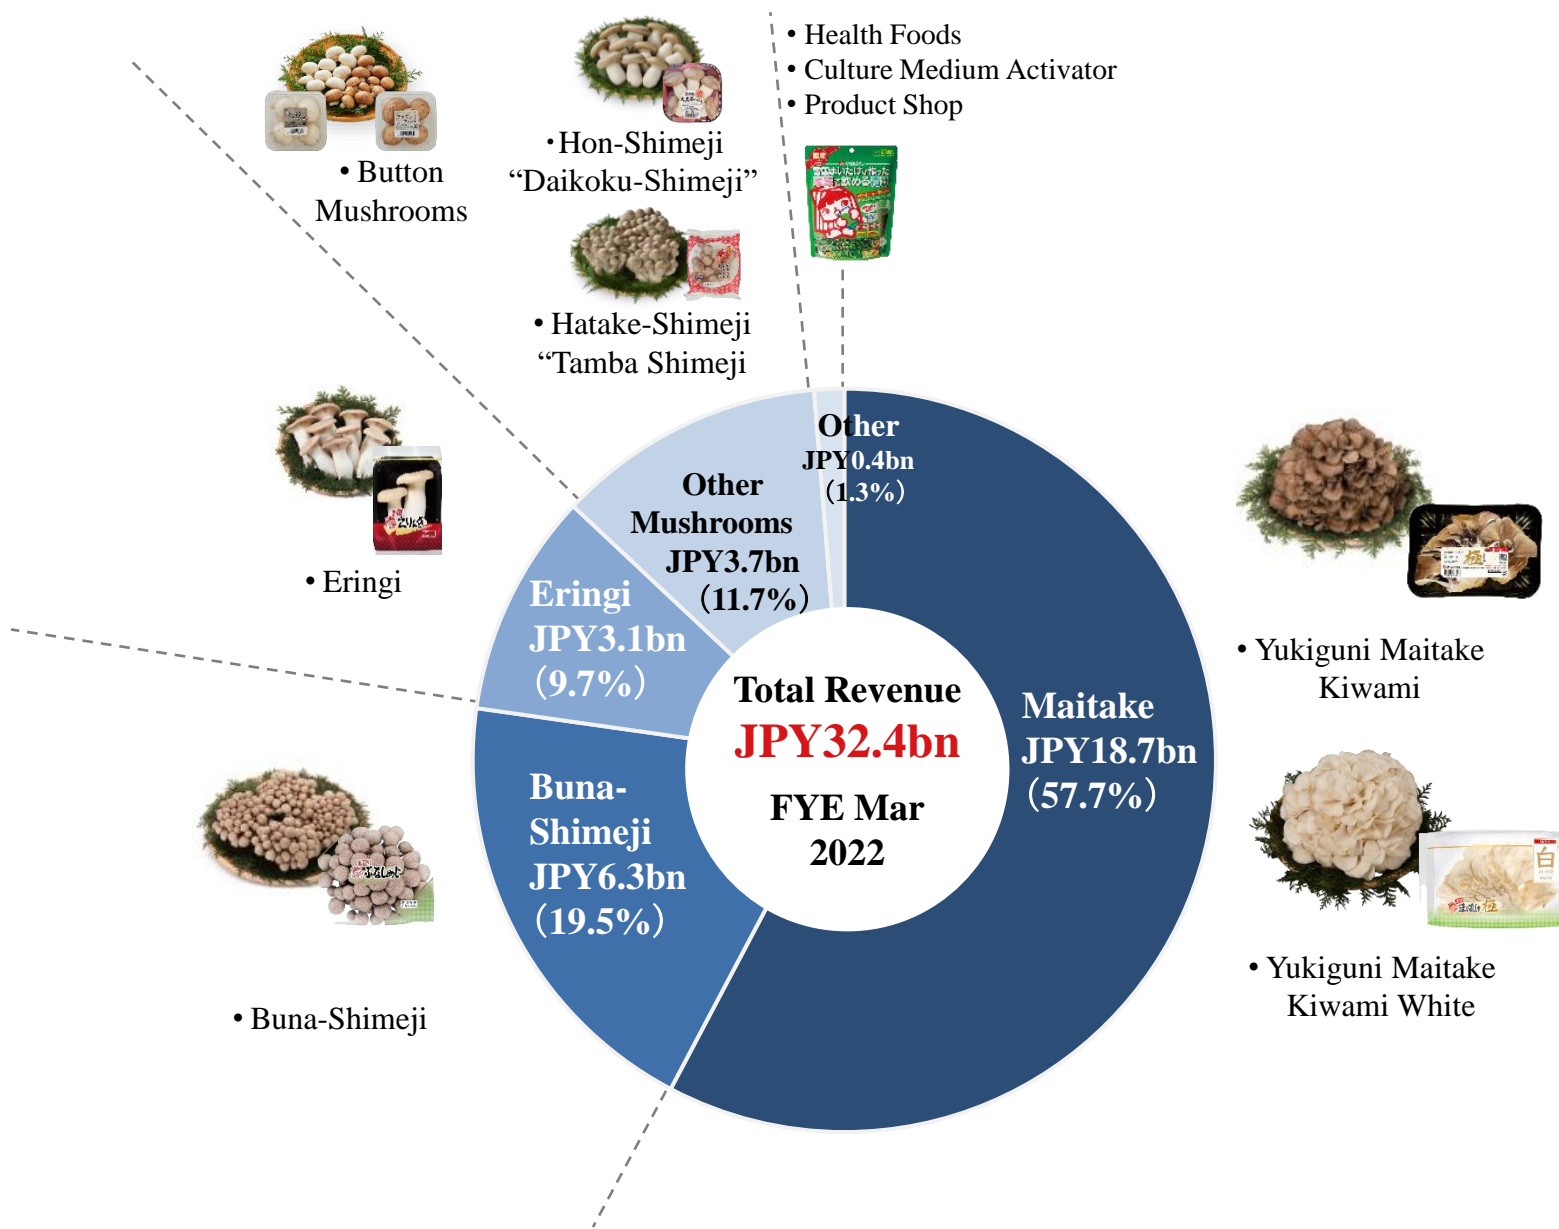 • Health Foods
• Culture Medium Activator
• Product Shop
• Button
Mushrooms
・Hon-Shimeji
“Daikoku-Shimeji”
• Hatake-Shimeji
“Tamba Shimeji
• Eringi
• Buna-Shimeji
Other
JPY0.4bn
（1.3%）
Other
Mushrooms
JPY3.7bn
（11.7%）
Eringi
JPY3.1bn
（9.7%）
Buna-
Shimeji
JPY6.3bn
（19.5%）
Total Revenue
JPY32.4bn
FYE Mar
2022
Maitake
JPY18.7bn
（57.7%）
• Yukiguni Maitake
Kiwami
極
• Yukiguni Maitake
Kiwami White
白
極